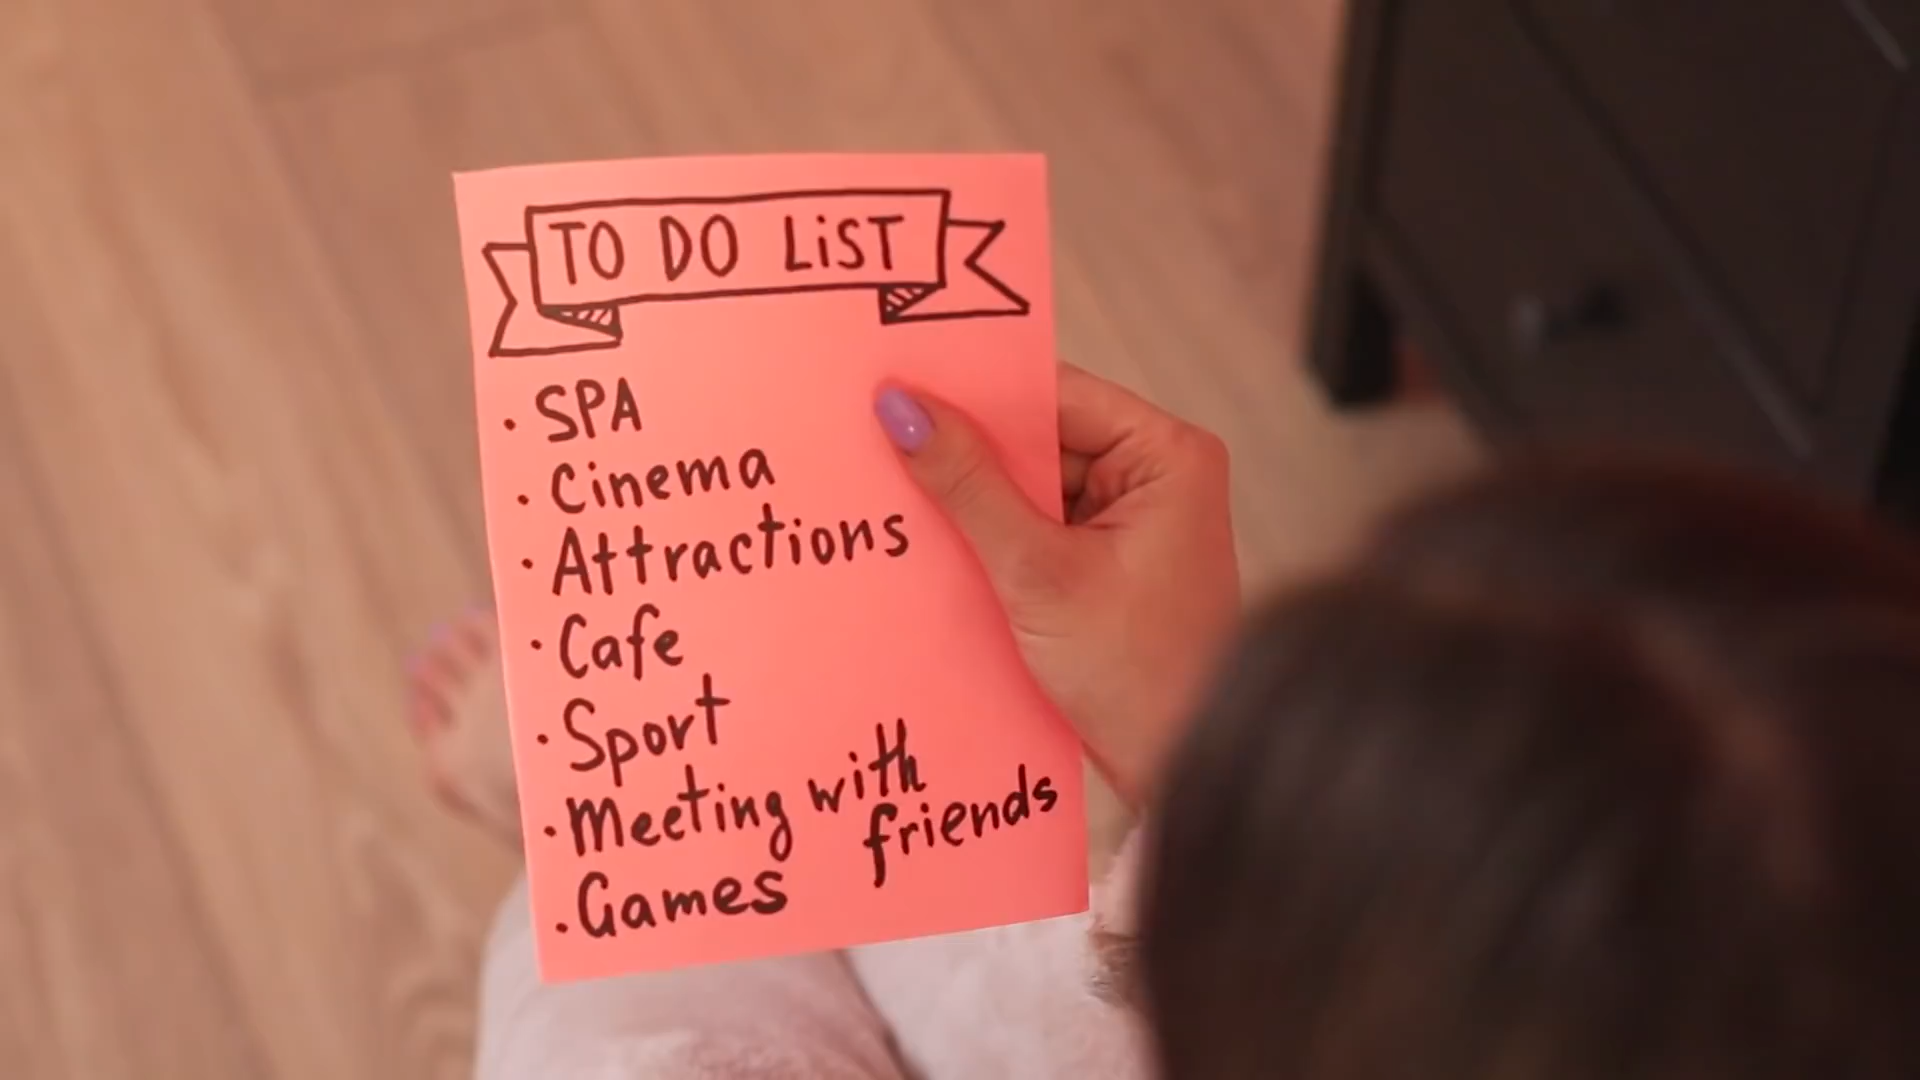 TO DO LiST
· SPA
· Cinema
· Attractions
· Cafe
· Sport
· Meeting with
friends
· Games